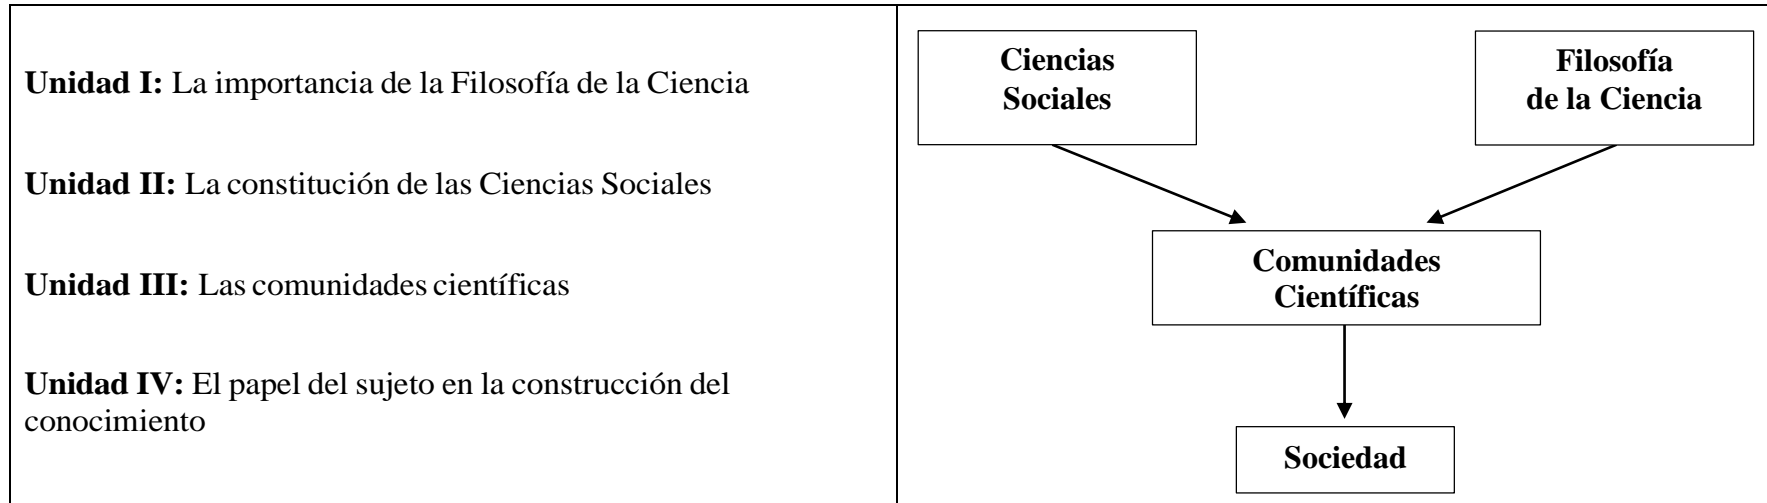 Unidad I: La importancia de la Filosofía de la Ciencia
Unidad II: La constitución de las Ciencias Sociales
Unidad III: Las comunidades científicas
Unidad IV: El papel del sujeto en la construcción del
conocimiento
Ciencias
Sociales
Filosofía
de la Ciencia
Comunidades
Científicas
Sociedad